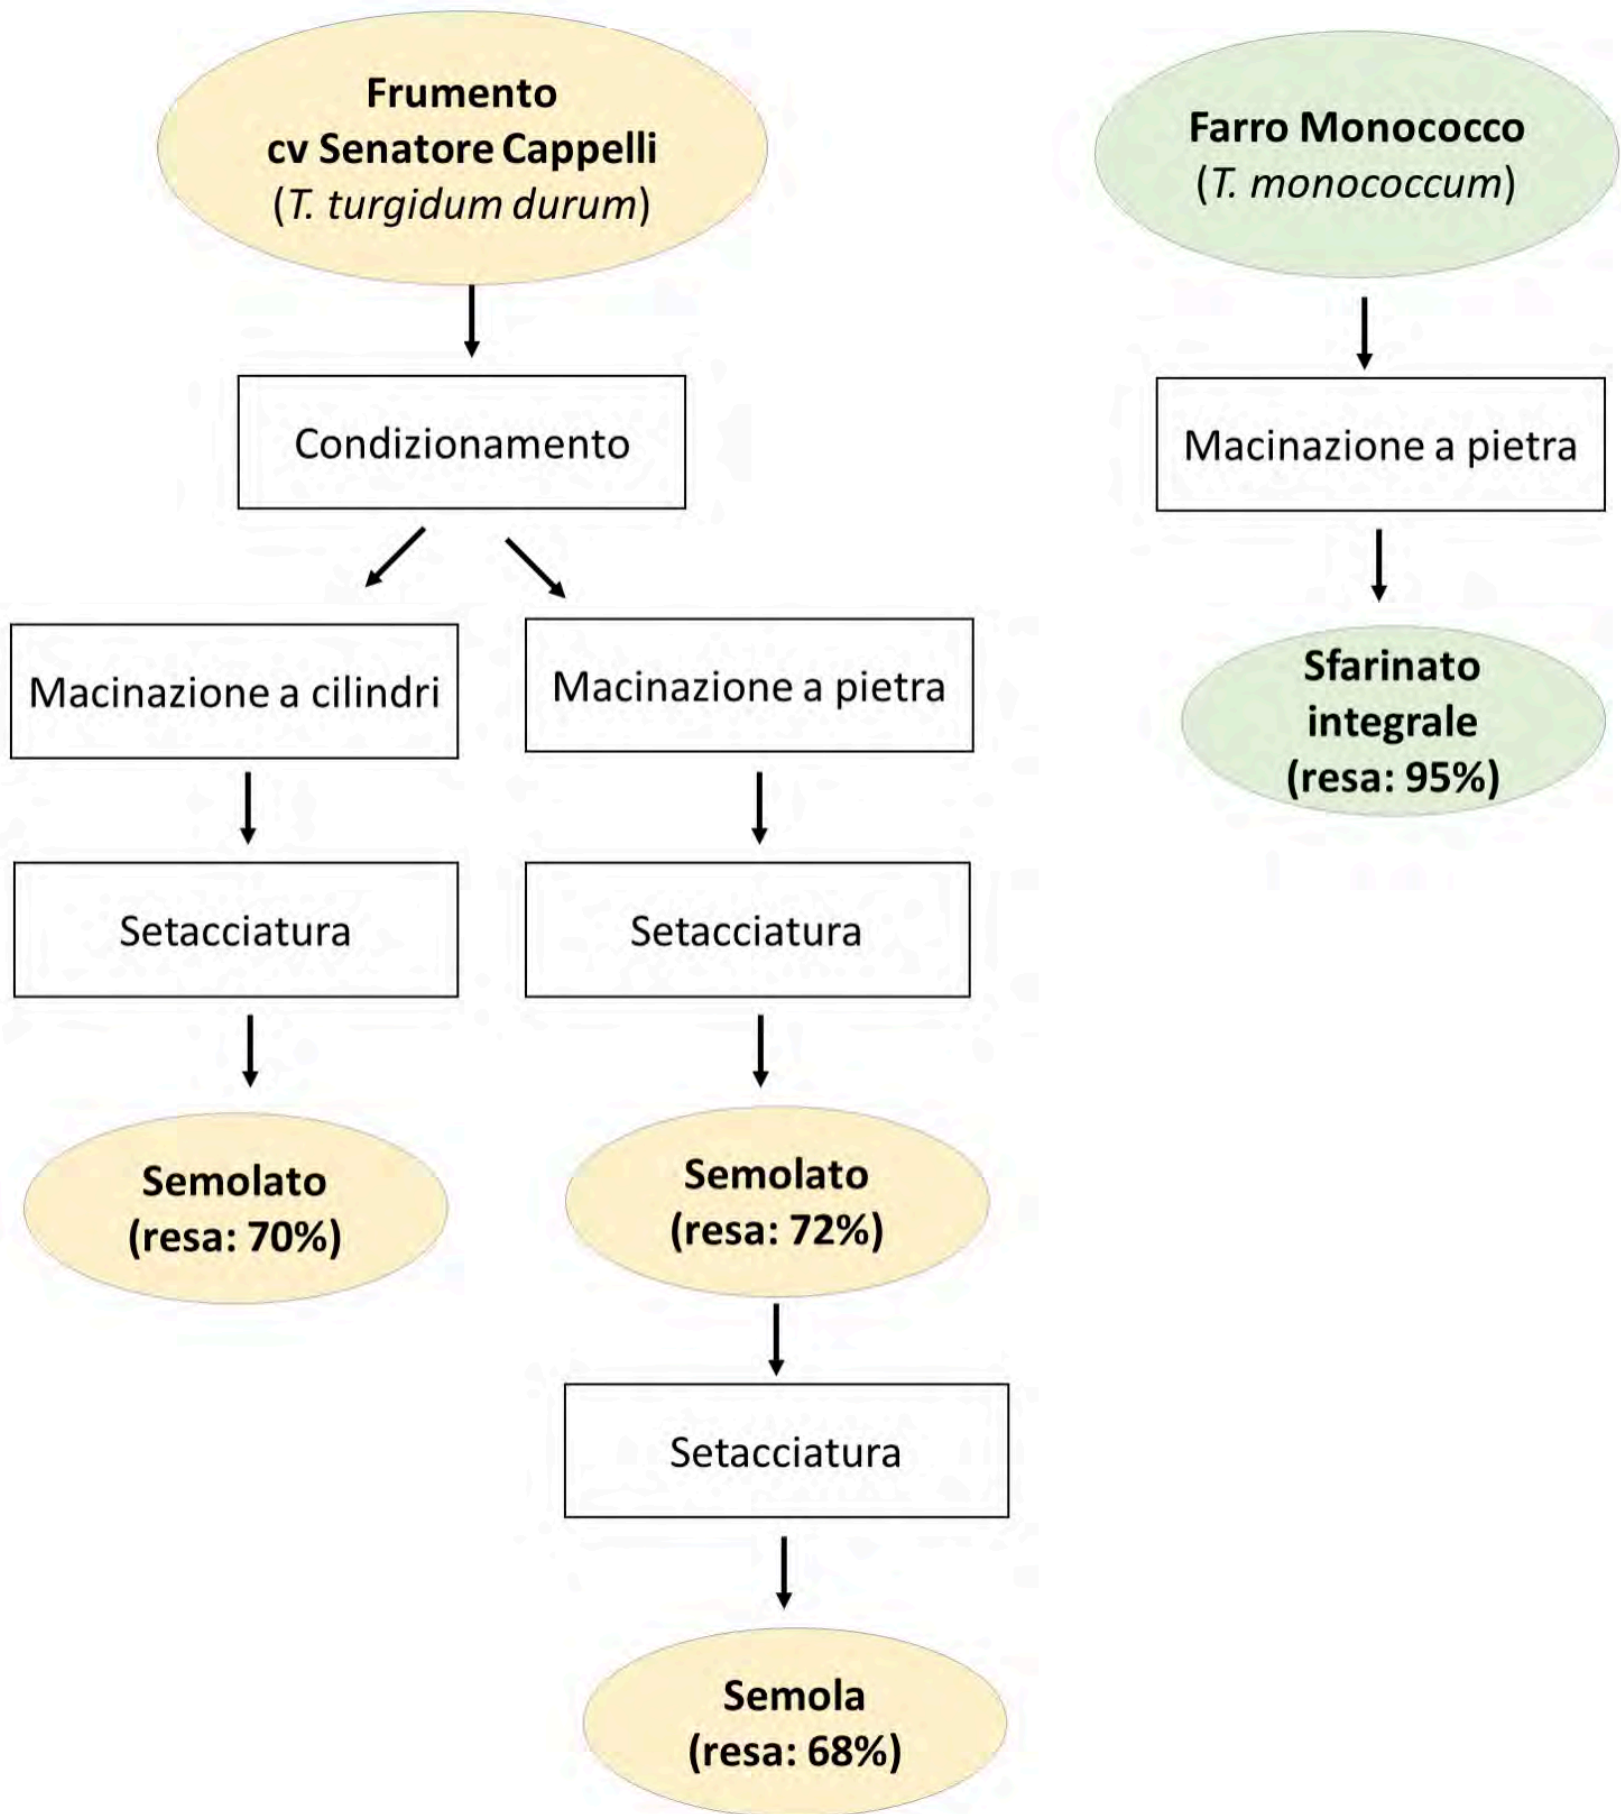 Frumento
cv Senatore Cappelli
(T. turgidum durum)
Condizionamento
Macinazione a cilindri
Setacciatura
Semolato
(resa: 70%)
Macinazione a pietra
Setacciatura
Semolato
(resa: 72%)
Setacciatura
Semola
(resa: 68%)
Farro Monococco
(T. monococcum)
Macinazione a pietra
Sfarinato
integrale
(resa: 95%)